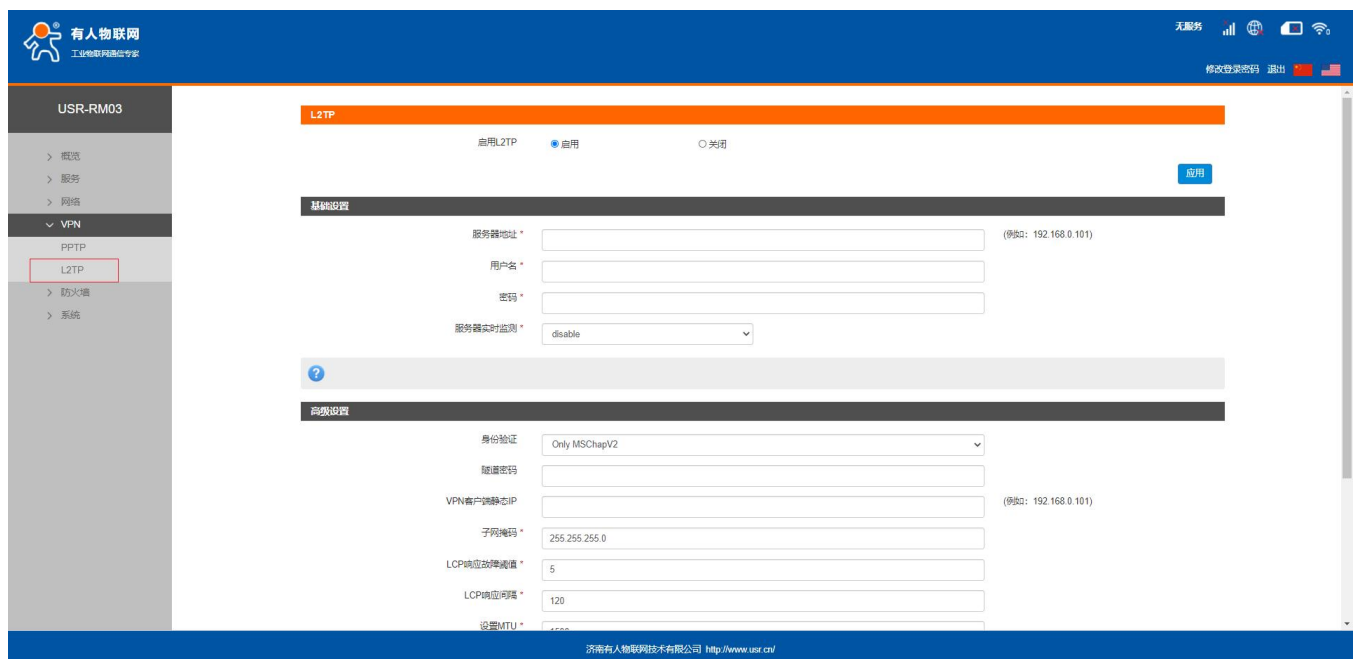 有人物联网
工业物联网通信专家
无服务
修改登录密码 退出
USR-RM03
概览
服务
网络
VPN
PPTP
L2TP
防火墙
系统
L2TP
启用L2TP 启用 关闭
应用
基础设置
服务器地址 * (例如：192.168.0.101)
用户名 *
密码 *
服务器实时监测 * disable
高级设置
身份验证 Only MSChapV2
隧道密码
VPN客户端静态IP (例如：192.168.0.101)
子网掩码 * 255.255.255.0
LCP响应故障阈值 * 5
LCP响应间隔 * 120
设置MTU *
济南有人物联网技术有限公司 http://www.usr.cn/